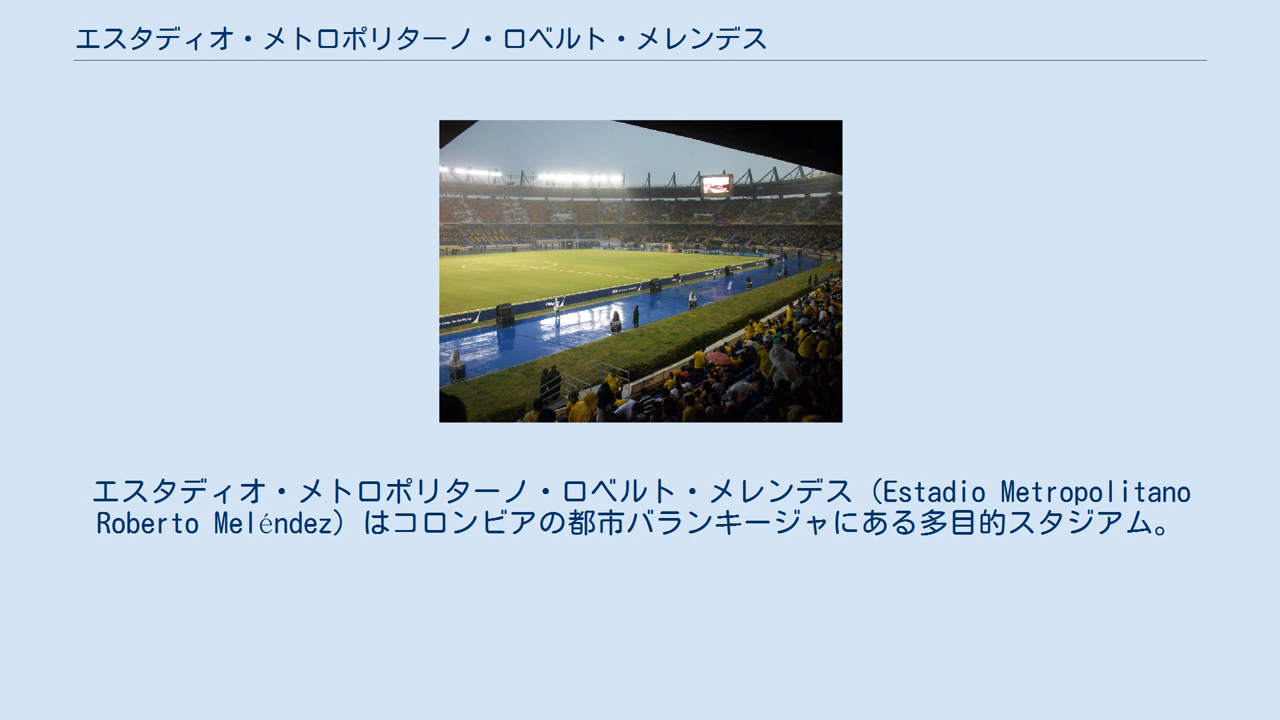 エスタディオ・メトロポリターノ・ロベルト・メレンデス
エスタディオ・メトロポリターノ・ロベルト・メレンデス（Estadio Metropolitano
Roberto Meléndez）はコロンビアの都市バランキージャにある多目的スタジアム。